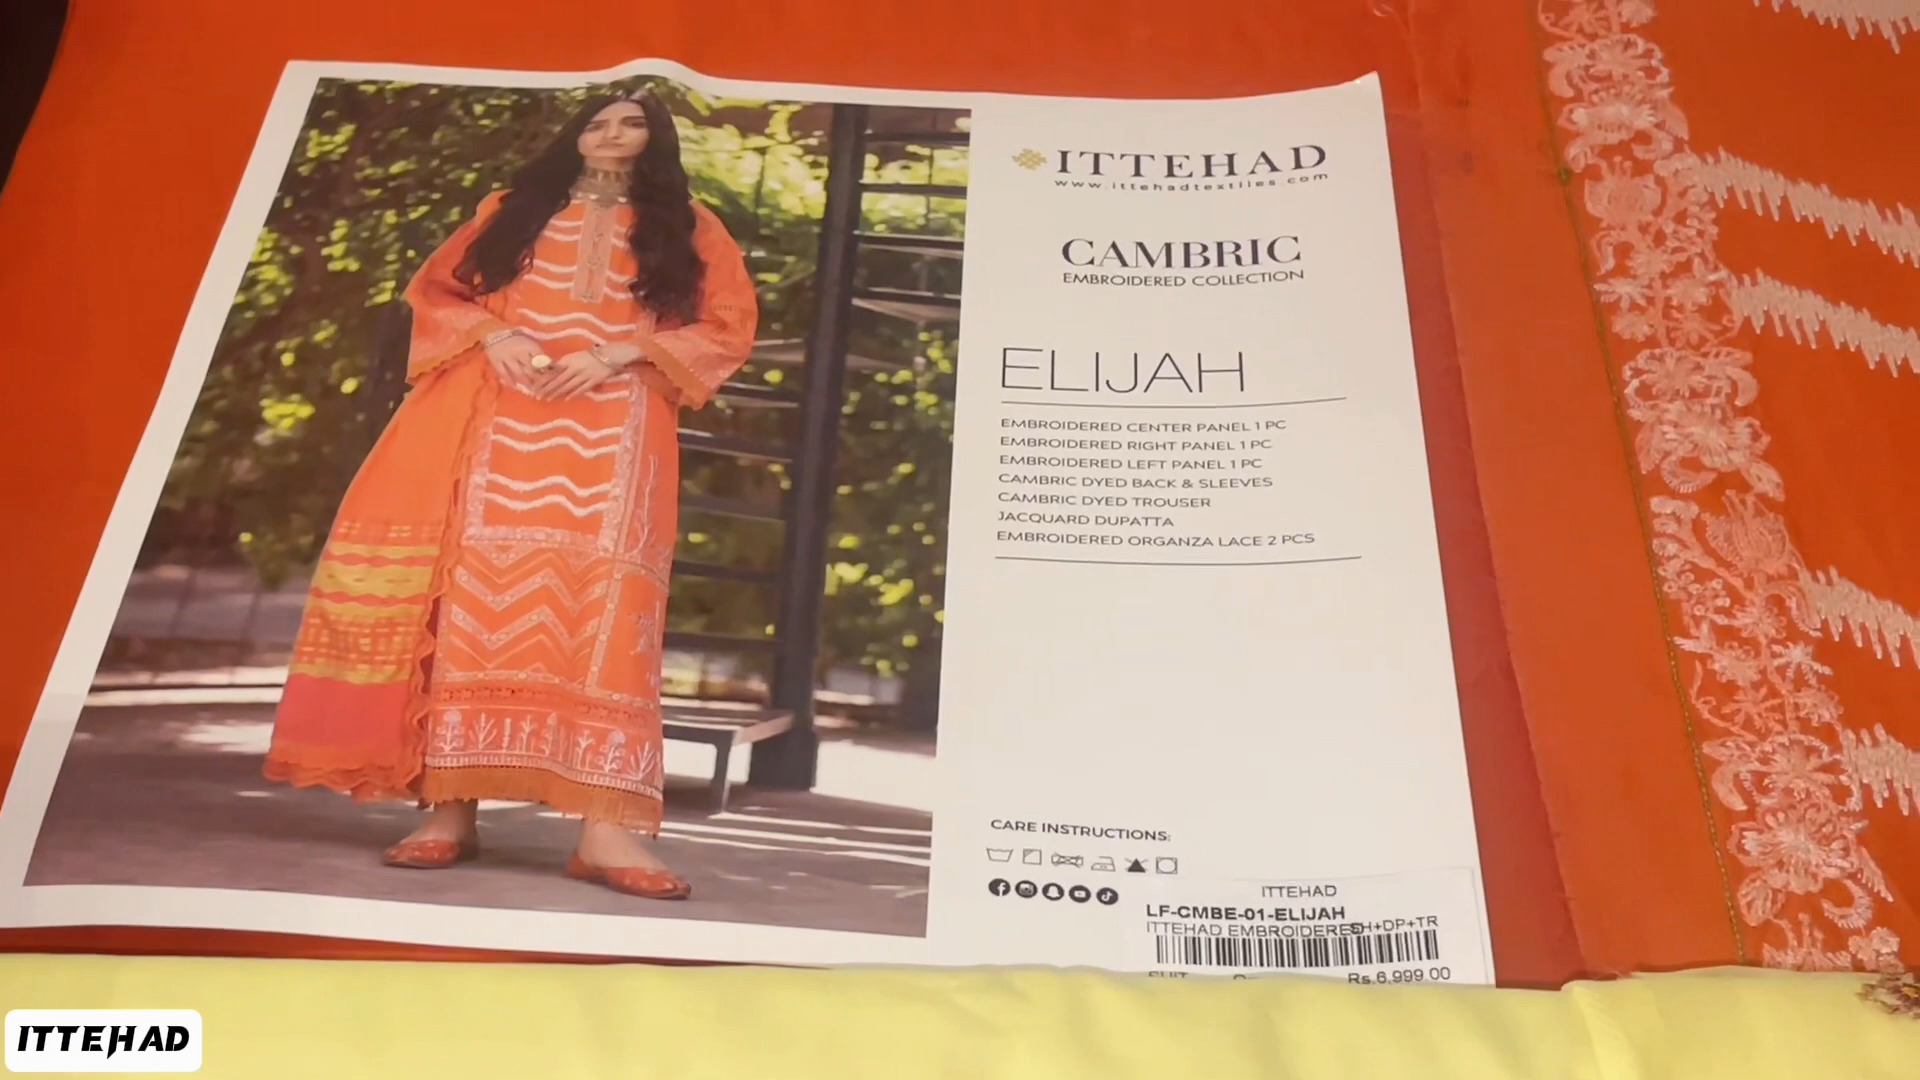 ITTEHAD
www.ittehadtextiles.com
CAMBRIC
EMBROIDERED COLLECTION
ELIJAH
EMBROIDERED CENTER PANEL 1 PC
EMBROIDERED RIGHT PANEL 1 PC
EMBROIDERED LEFT PANEL 1 PC
CAMBRIC DYED BACK & SLEEVES
CAMBRIC DYED TROUSER
JACQUARD DUPATTA
EMBROIDERED ORGANZA LACE 2 PCS
CARE INSTRUCTIONS:
ITTEHAD
LF-CMBE-01-ELIJAH
ITTEHAD EMBROIDERED SH+DP+TR
SUIT Rs.6,999.00
ITTEHAD